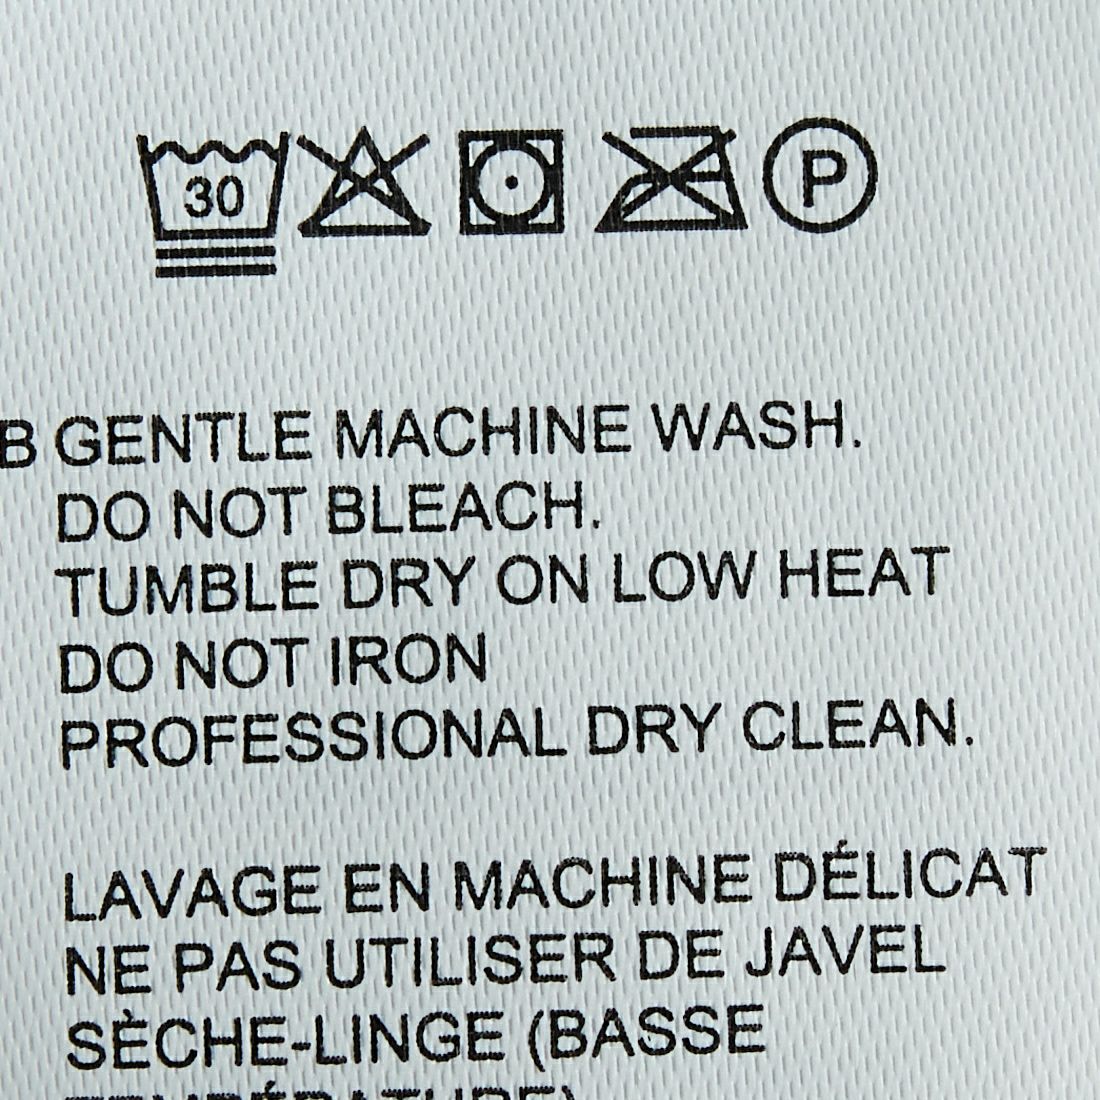 30 P
B GENTLE MACHINE WASH.
DO NOT BLEACH.
TUMBLE DRY ON LOW HEAT
DO NOT IRON
PROFESSIONAL DRY CLEAN.
LAVAGE EN MACHINE DÉLICAT
NE PAS UTILISER DE JAVEL
SÈCHE-LINGE (BASSE